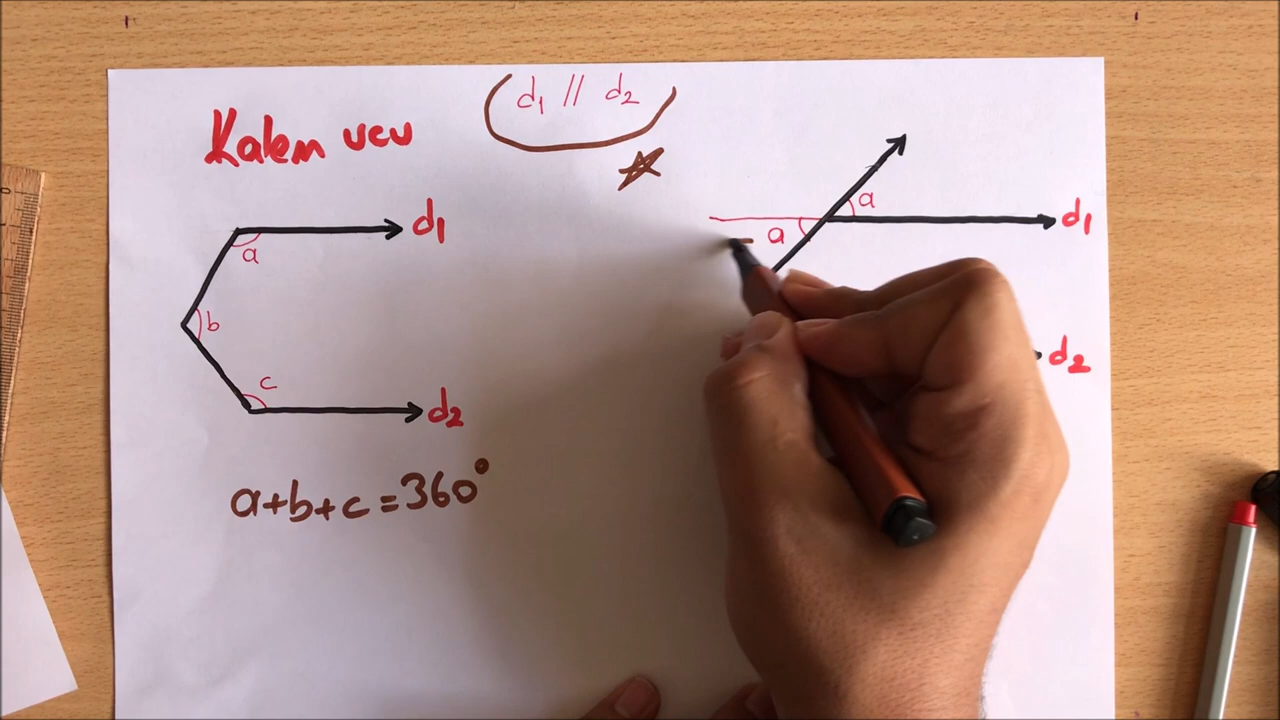 Kalem ucu
d1 // d2
d1
a
b
c
d2
a+b+c=360°
a
d1
a
d2